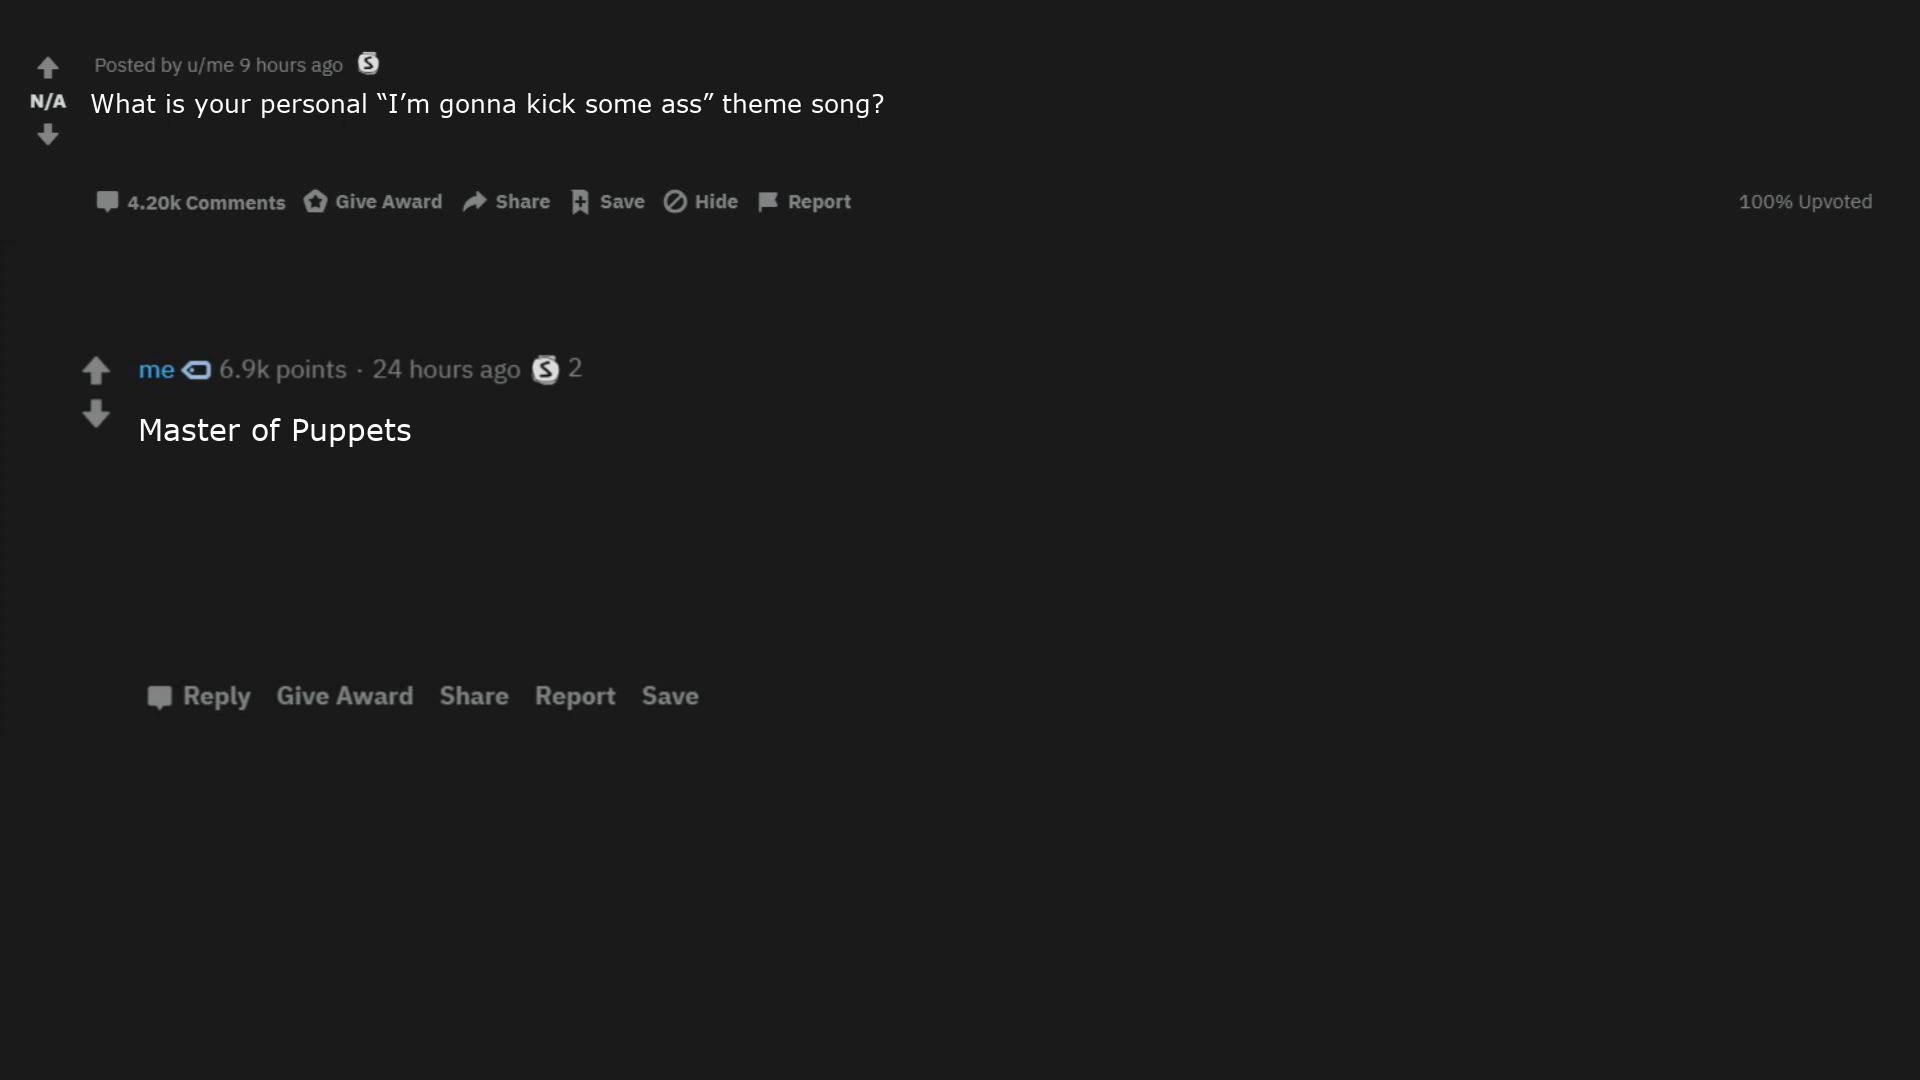 Posted by u/me 9 hours ago
N/A
What is your personal “I’m gonna kick some ass” theme song?
4.20k Comments Give Award Share Save Hide Report 100% Upvoted
me 6.9k points · 24 hours ago S 2
Master of Puppets
Reply Give Award Share Report Save